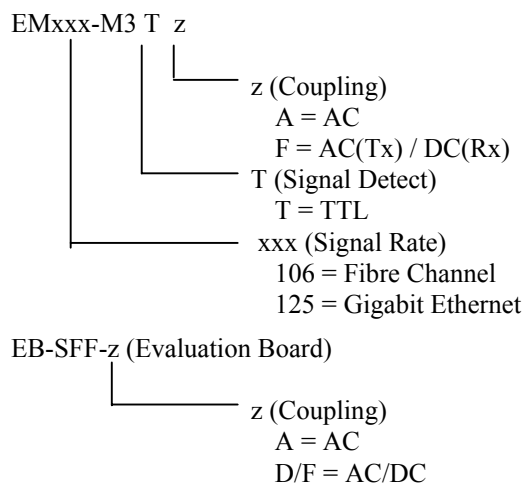 EMxxx-M3 T z
z (Coupling)
A = AC
F = AC(Tx) / DC(Rx)
T (Signal Detect)
T = TTL
xxx (Signal Rate)
106 = Fibre Channel
125 = Gigabit Ethernet
EB-SFF-z (Evaluation Board)
z (Coupling)
A = AC
D/F = AC/DC